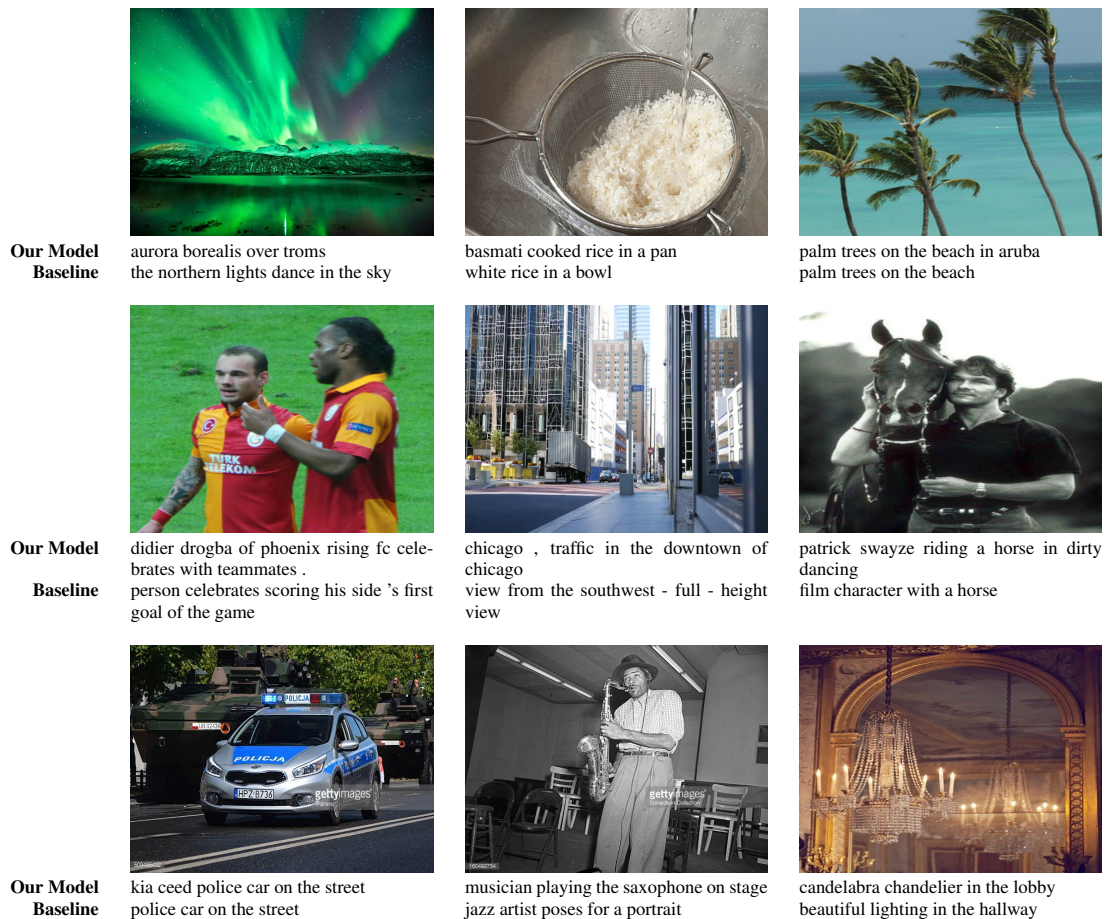 Our Model aurora borealis over troms basmati cooked rice in a pan palm trees on the beach in aruba
Baseline the northern lights dance in the sky white rice in a bowl palm trees on the beach
TURK
TELEKOM
Our Model didier drogba of phoenix rising fc cele- chicago , traffic in the downtown of patrick swayze riding a horse in dirty
brates with teammates . chicago dancing
Baseline person celebrates scoring his side 's first view from the southwest - full - height film character with a horse
goal of the game view
POLICJA
POLICJA
HPZ B736
gettyimages
gettyimages
Donaldson Collection
Our Model kia ceed police car on the street musician playing the saxophone on stage candelabra chandelier in the lobby
Baseline police car on the street jazz artist poses for a portrait beautiful lighting in the hallway